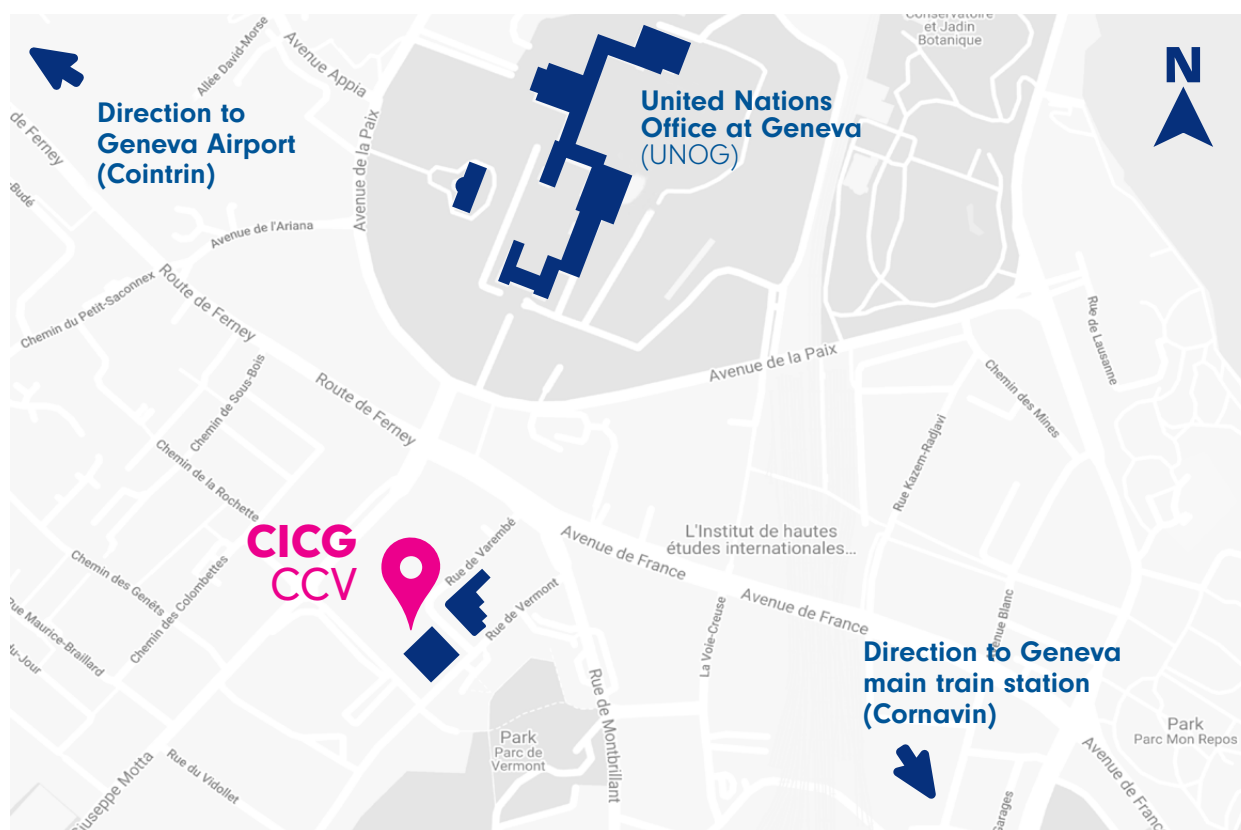 Conservatoire
et Jadin
Botanique
N
Allée David-Morse
Avenue Appia
de Ferney
Direction to
Geneva Airport
(Cointrin)
United Nations
Office at Geneva
(UNOG)
Avenue de la Paix
-Budé
Avenue de l'Ariana
Chemin du Petit-Saconnex
Route de Ferney
Rue de Lausanne
Avenue de la Paix
Chemin des Mines
Chemin de Sous-Bois
Route de Ferney
Rue Kazem-Radjavi
Chemin de la Rochette
CICG
CCV
Rue de Varembé
Avenue de France
L'Institut de hautes
études internationales...
Chemin des Genêts
Chemin des Colombettes
Rue de Vermont
La Voie-Creuse
Avenue de France
Avenue Blanc
Rue Maurice-Braillard
du-Jour
Direction to Geneva
main train station
(Cornavin)
Rue de Montbrillant
Park
Parc de
Vermont
Park
Parc Mon Repos
Avenue de France
Giuseppe Motta
Rue du Vidollet
Garages